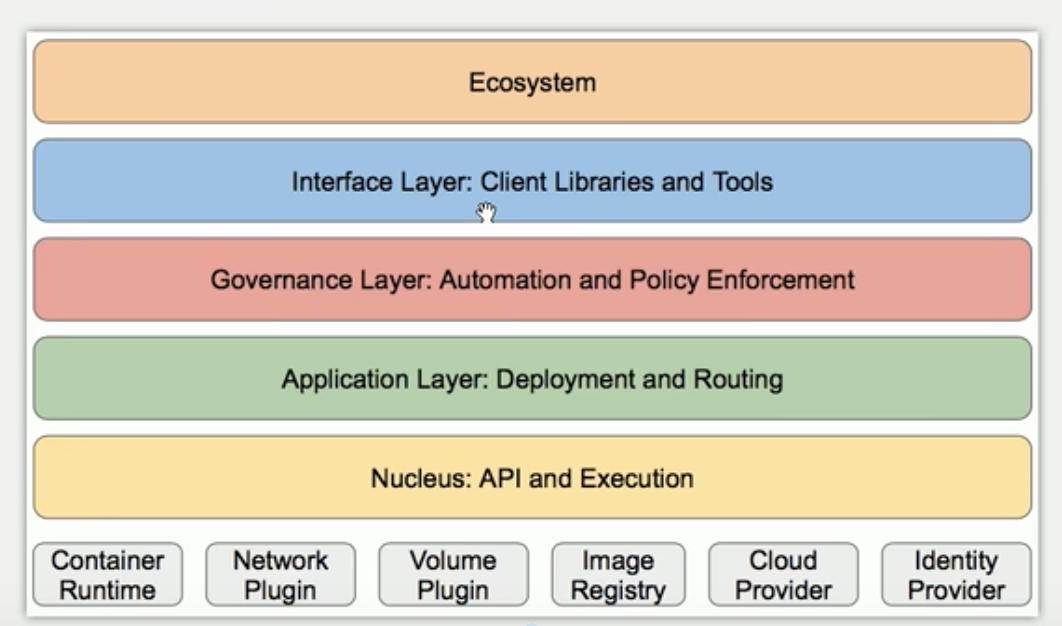 Ecosystem
Interface Layer: Client Libraries and Tools
Governance Layer: Automation and Policy Enforcement
Application Layer: Deployment and Routing
Nucleus: API and Execution
Container
Runtime
Network
Plugin
Volume
Plugin
Image
Registry
Cloud
Provider
Identity
Provider